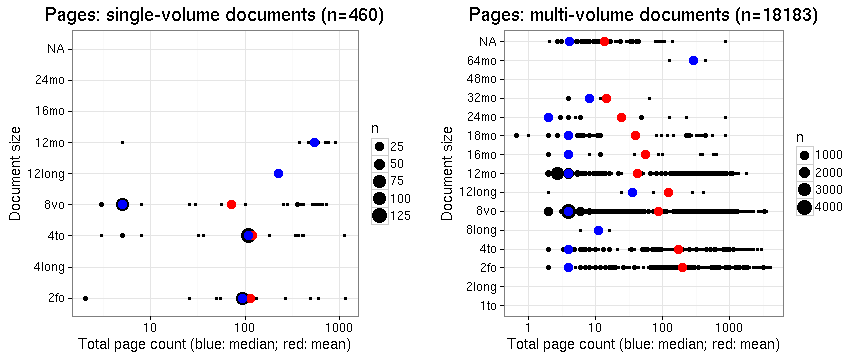 Pages: single-volume documents (n=460)
Document size
NA
24mo
16mo
12mo
12long
8vo
4to
4long
2fo
10
100
1000
Total page count (blue: median; red: mean)
n
25
50
75
100
125
Pages: multi-volume documents (n=18183)
Document size
NA
64mo
48mo
32mo
24mo
18mo
16mo
12mo
12long
8vo
8long
4to
2fo
2long
1to
1
10
100
1000
Total page count (blue: median; red: mean)
n
1000
2000
3000
4000